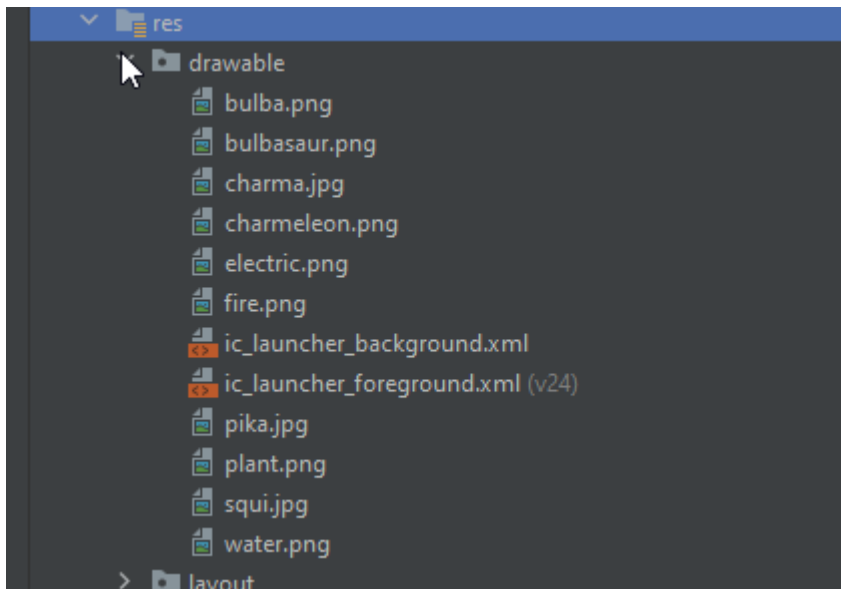 res
drawable
bulba.png
bulbasaur.png
charma.jpg
charmeleon.png
electric.png
fire.png
ic_launcher_background.xml
ic_launcher_foreground.xml (v24)
pika.jpg
plant.png
squi.jpg
water.png
layout